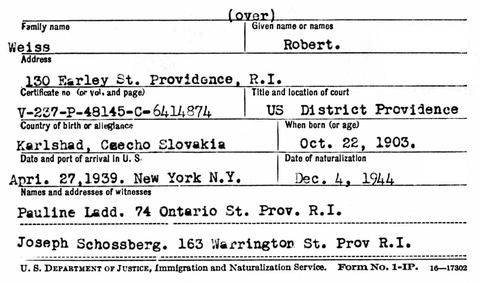 (over)
Family name Given name or names
Weiss Robert.
Address
130 Earley St. Providence, R.I.
Certificate no (or vol. and page) Title and location of court
V-237-P-48145-C-6414874 US District Providence
Country of birth or allegiance When born (or age)
Karlshad, Czecho Slovakia Oct. 22, 1903.
Date and port of arrival in U. S. Date of naturalization
Apri. 27,1939. New York N.Y. Dec. 4, 1944
Names and addresses of witnesses
Pauline Ladd. 74 Ontario St. Prov. R.I.
Joseph Schossberg. 163 Warrington St. Prov R.I.
U. S. DEPARTMENT OF JUSTICE, Immigration and Naturalization Service. Form No. 1-IP. 16—17302